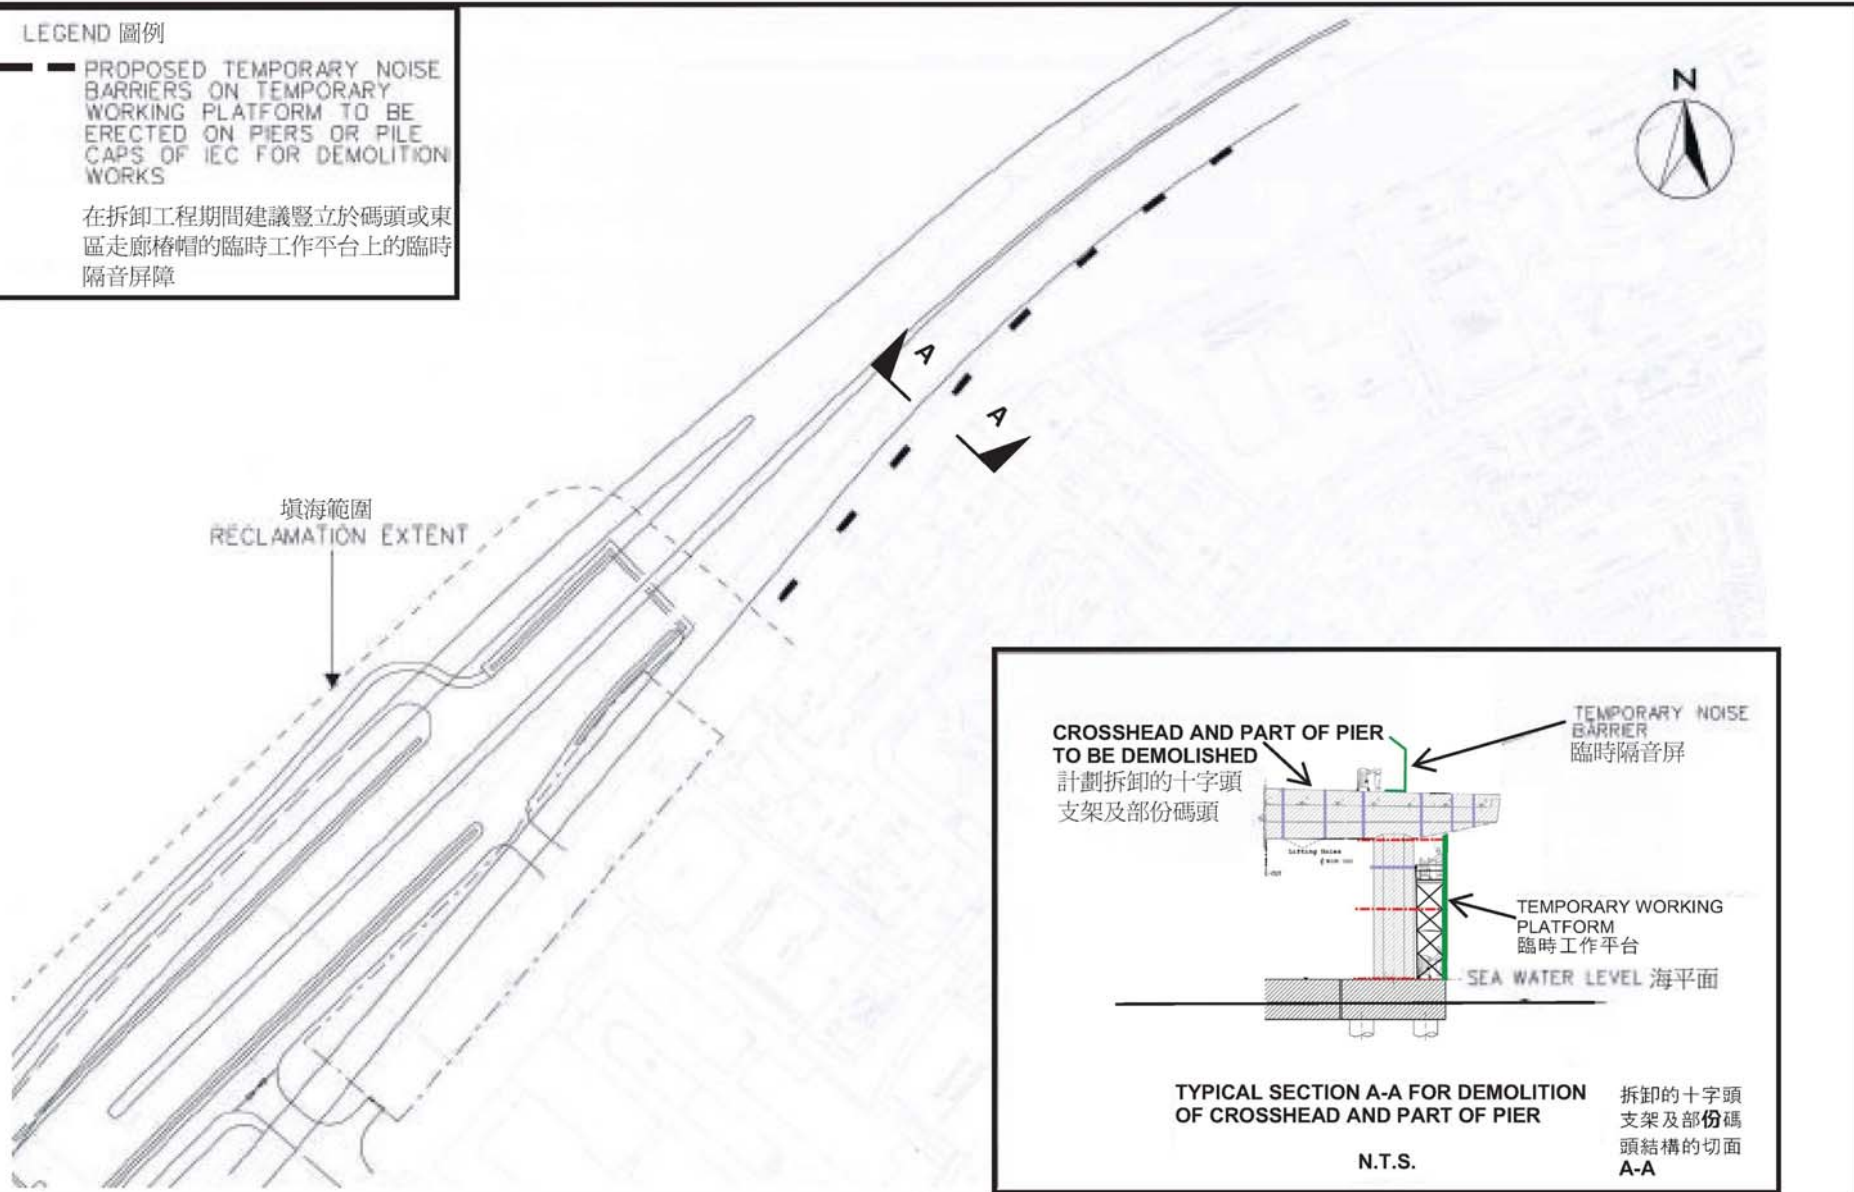 LEGEND 圖例
PROPOSED TEMPORARY NOISE
BARRIERS ON TEMPORARY
WORKING PLATFORM TO BE
ERECTED ON PIERS OR PILE
CAPS OF IEC FOR DEMOLITION
WORKS
在拆卸工程期間建議豎立於碼頭或東
區走廊樁帽的臨時工作平台上的臨時
隔音屏障
N
A
A
填海範圍
RECLAMATION EXTENT
CROSSHEAD AND PART OF PIER
TO BE DEMOLISHED
計劃拆卸的十字頭
支架及部份碼頭
TEMPORARY NOISE
BARRIER
臨時隔音屏
Lifting Holes
TEMPORARY WORKING
PLATFORM
臨時工作平台
SEA WATER LEVEL 海平面
TYPICAL SECTION A-A FOR DEMOLITION
OF CROSSHEAD AND PART OF PIER
N.T.S.
拆卸的十字頭
支架及部份碼
頭結構的切面
A-A